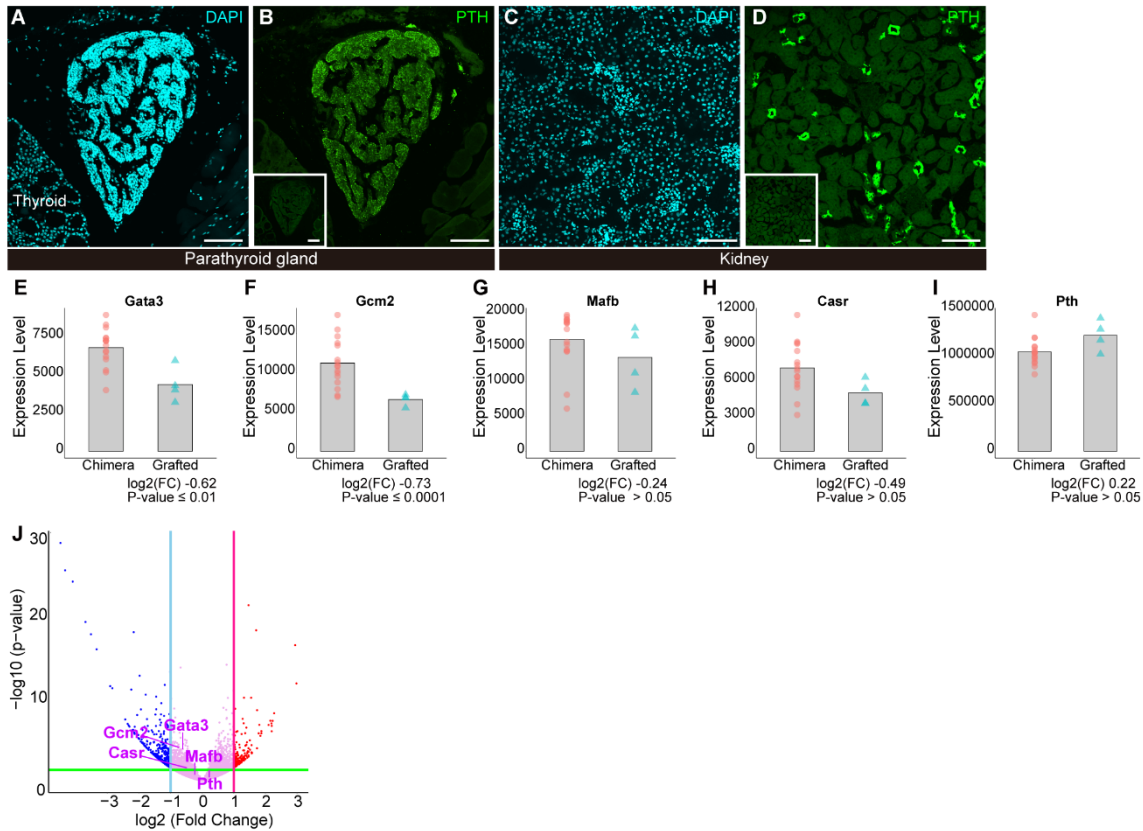 A DAPI
B PTH
C DAPI
D PTH
Thyroid
Parathyroid gland
Kidney
E
Gata3
Expression Level
7500
5000
2500
0
Chimera Grafted
log2(FC) -0.62
P-value ≤ 0.01
F
Gcm2
Expression Level
15000
10000
5000
0
Chimera Grafted
log2(FC) -0.73
P-value ≤ 0.0001
G
Mafb
Expression Level
20000
15000
10000
5000
0
Chimera Grafted
log2(FC) -0.24
P-value > 0.05
H
Casr
Expression Level
12000
9000
6000
3000
0
Chimera Grafted
log2(FC) -0.49
P-value > 0.05
I
Pth
Expression Level
1500000
1000000
500000
0
Chimera Grafted
log2(FC) 0.22
P-value > 0.05
J
−log10 (p−value)
30
20
10
0
Gata3
Gcm2
Casr
Mafb
Pth
−3 −2 −1 0 1 2 3
log2 (Fold Change)